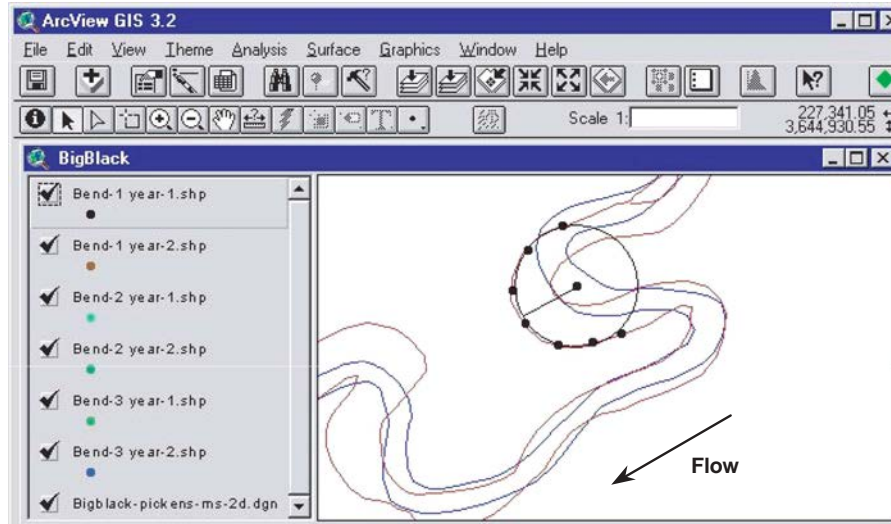 ArcView GIS 3.2
File Edit View Theme Analysis Surface Graphics Window Help
Scale 1:
227,341.05
3,644,930.55
BigBlack
Bend-1 year-1.shp
Bend-1 year-2.shp
Bend-2 year-1.shp
Bend-2 year-2.shp
Bend-3 year-1.shp
Bend-3 year-2.shp
Bigblack-pickens-ms-2d.dgn
Flow